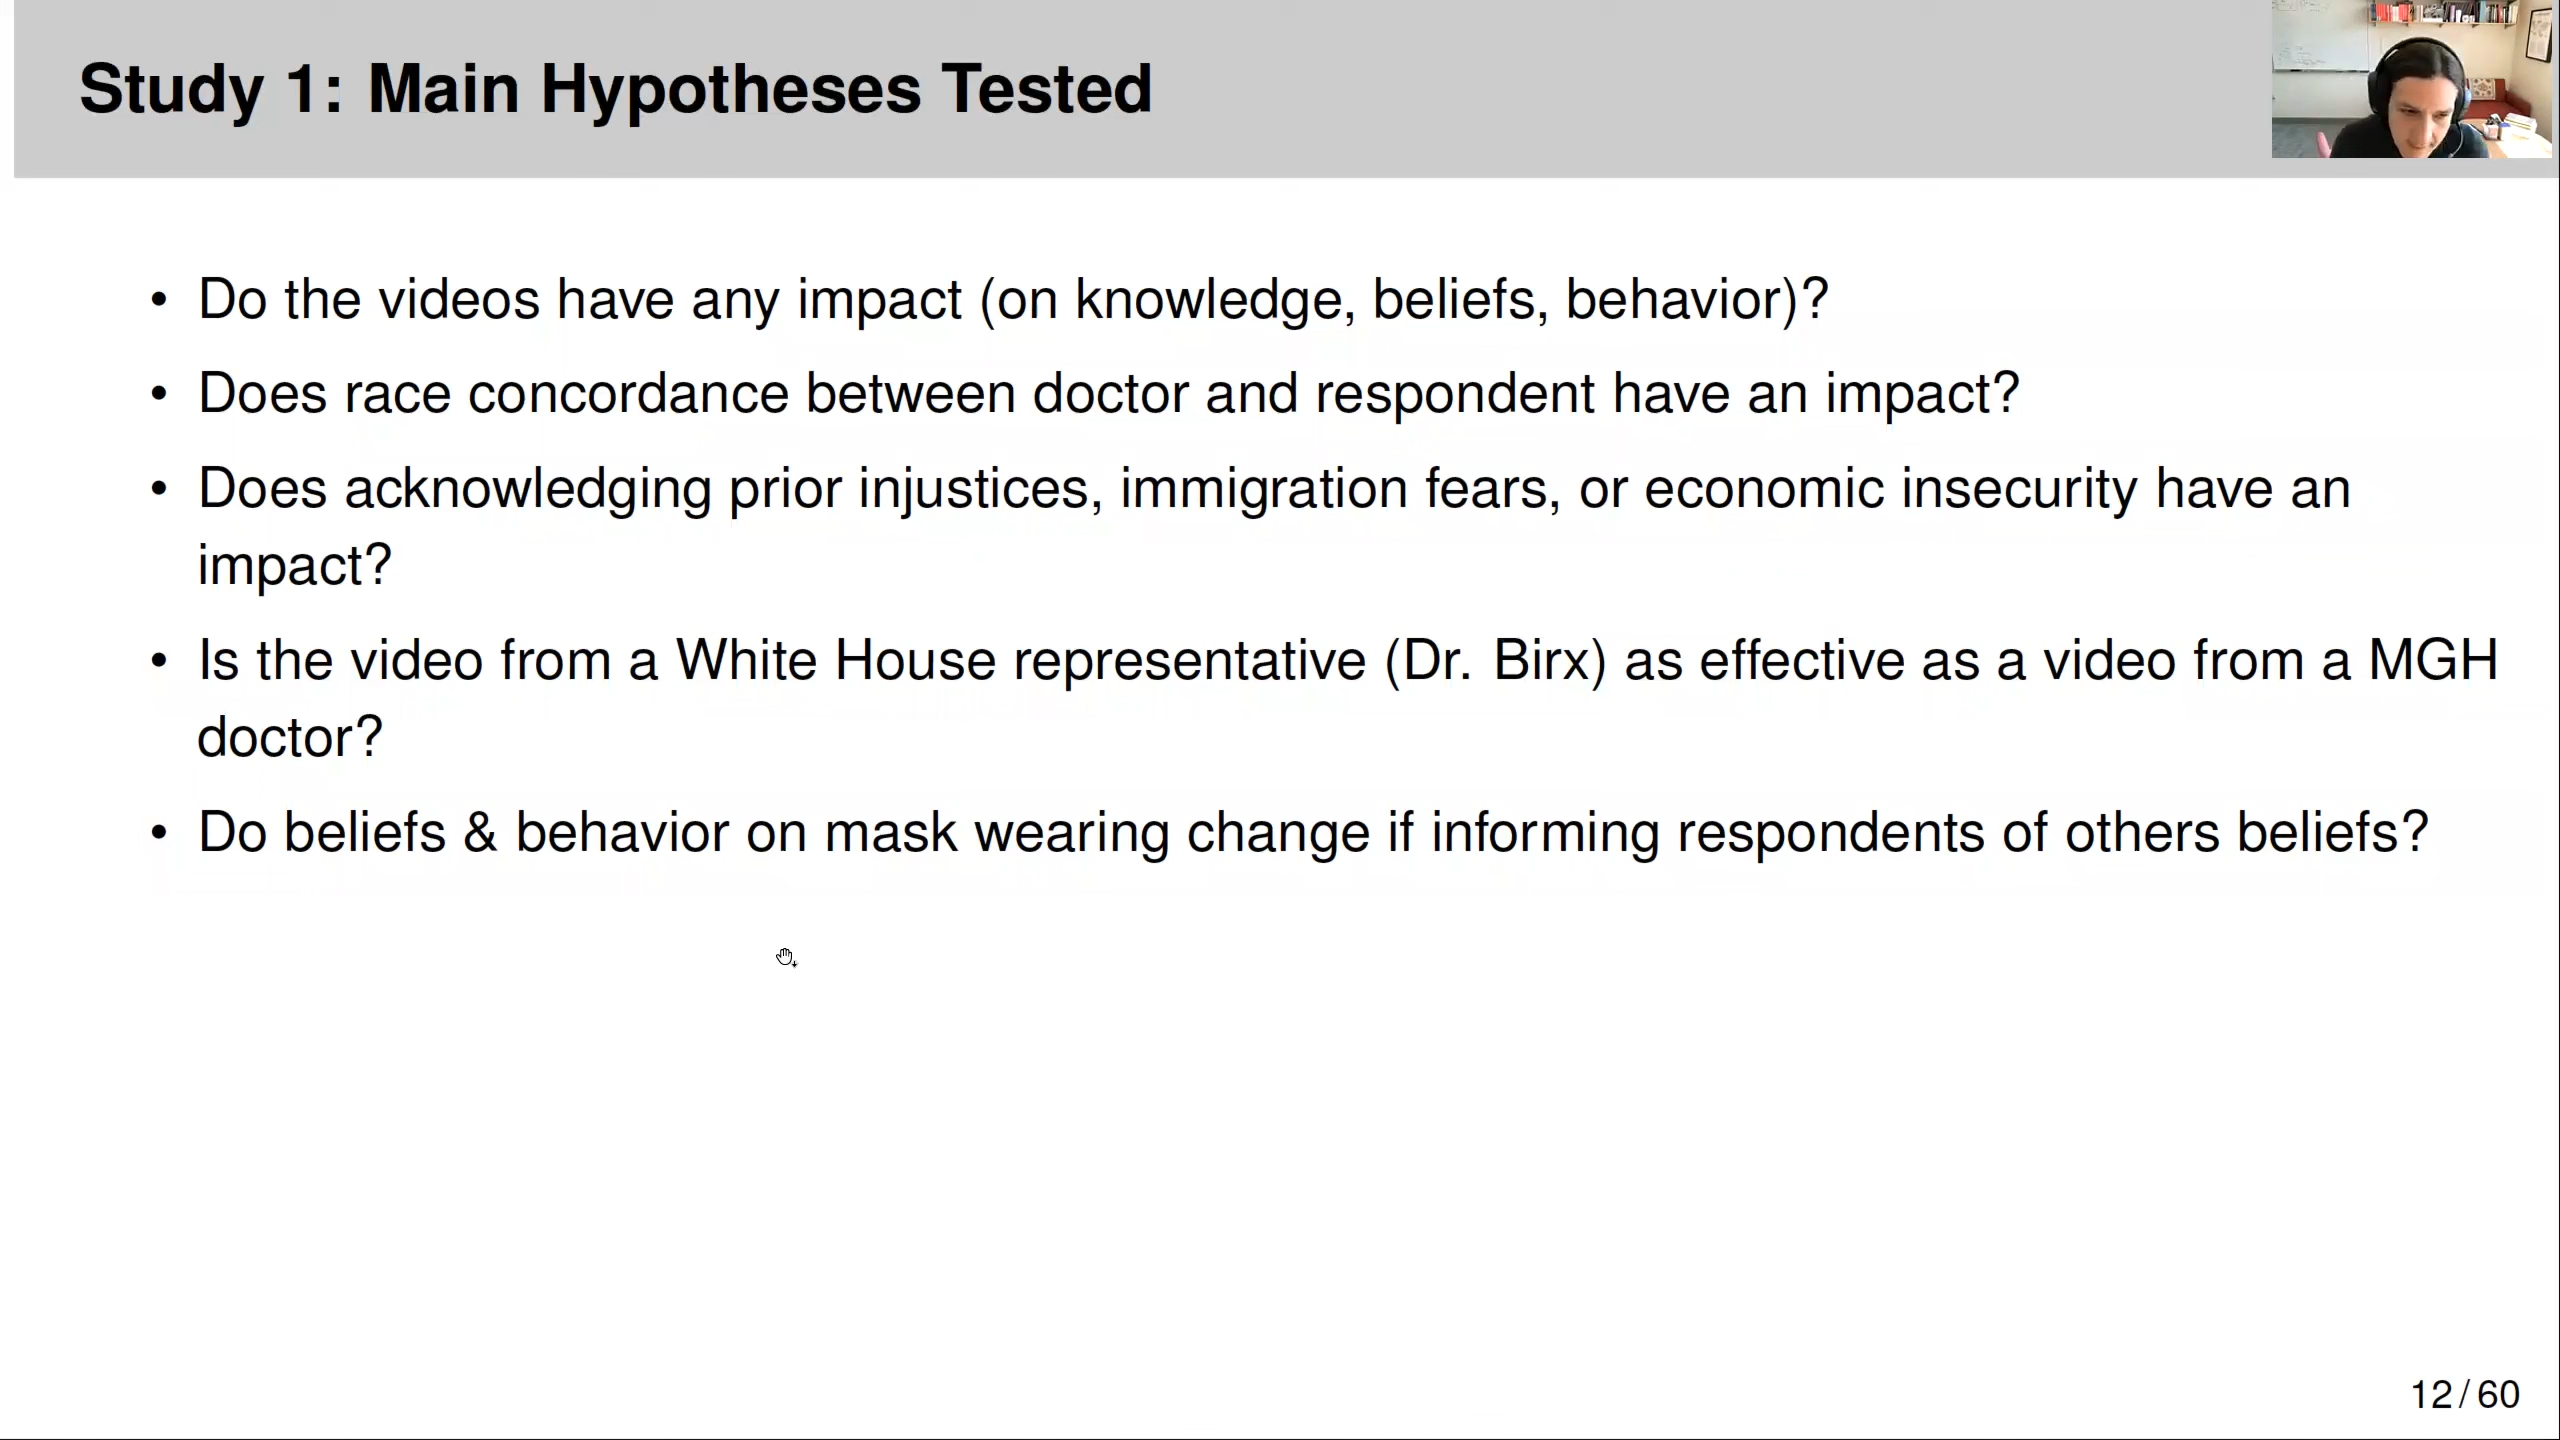 Study 1: Main Hypotheses Tested
• Do the videos have any impact (on knowledge, beliefs, behavior)?
• Does race concordance between doctor and respondent have an impact?
• Does acknowledging prior injustices, immigration fears, or economic insecurity have an
impact?
• Is the video from a White House representative (Dr. Birx) as effective as a video from a MGH
doctor?
• Do beliefs & behavior on mask wearing change if informing respondents of others beliefs?
12 / 60